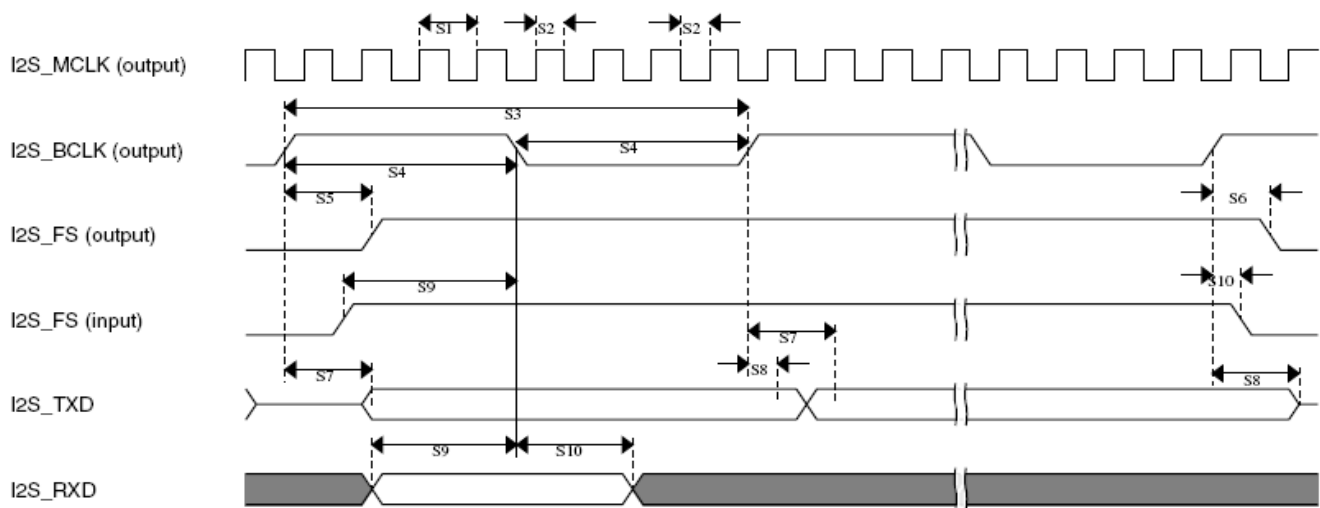 S1 S2 S2
I2S_MCLK (output)
S3
I2S_BCLK (output)
S4
S4
S5 S6
I2S_FS (output)
S9 S10
I2S_FS (input)
S7
S7 S8 S8
I2S_TXD
S9 S10
I2S_RXD